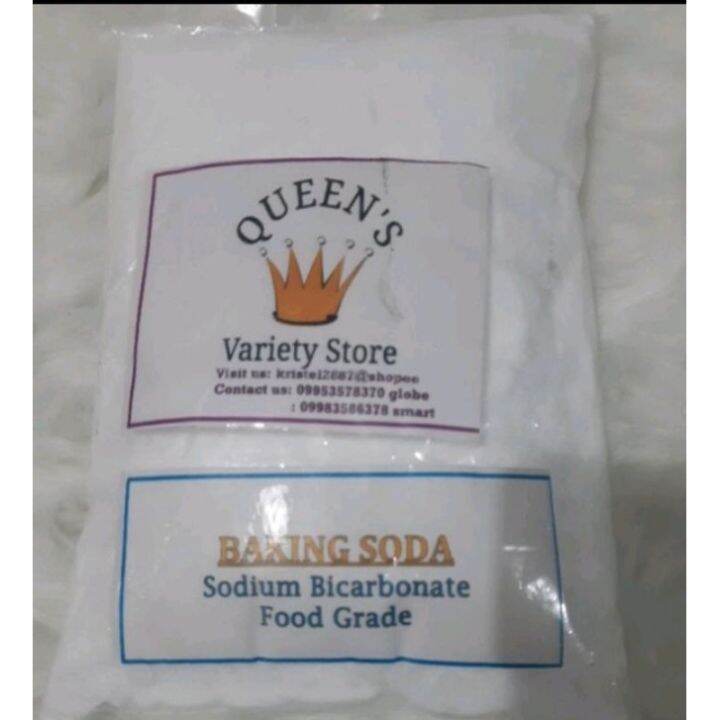 QUEEN'S
Variety Store
Visit us: kristel2687@shopee
Contact us: 09953578370 globe
: 09983586378 smart
BAKING SODA
Sodium Bicarbonate
Food Grade